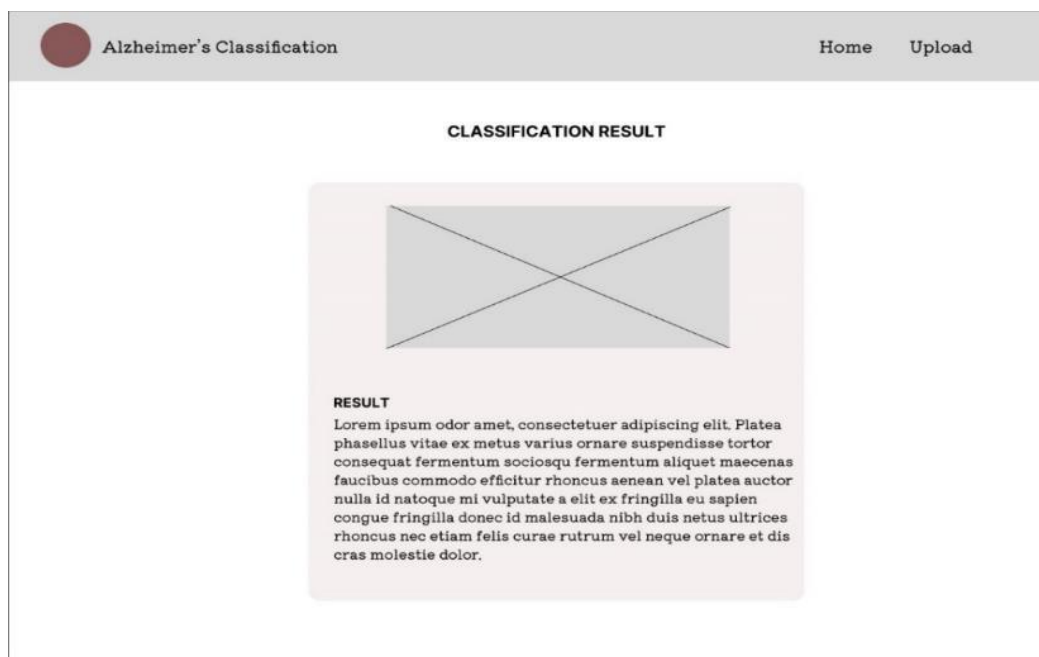 Alzheimer's Classification
Home
Upload
CLASSIFICATION RESULT
RESULT
Lorem ipsum odor amet, consectetuer adipiscing elit. Platea
phasellus vitae ex metus varius ornare suspendisse tortor
consequat fermentum sociosqu fermentum aliquet maecenas
faucibus commodo efficitur rhoncus aenean vel platea auctor
nulla id natoque mi vulputate a elit ex fringilla eu sapien
congue fringilla donec id malesuada nibh duis netus ultrices
rhoncus nec etiam felis curae rutrum vel neque ornare et dis
cras molestie dolor.